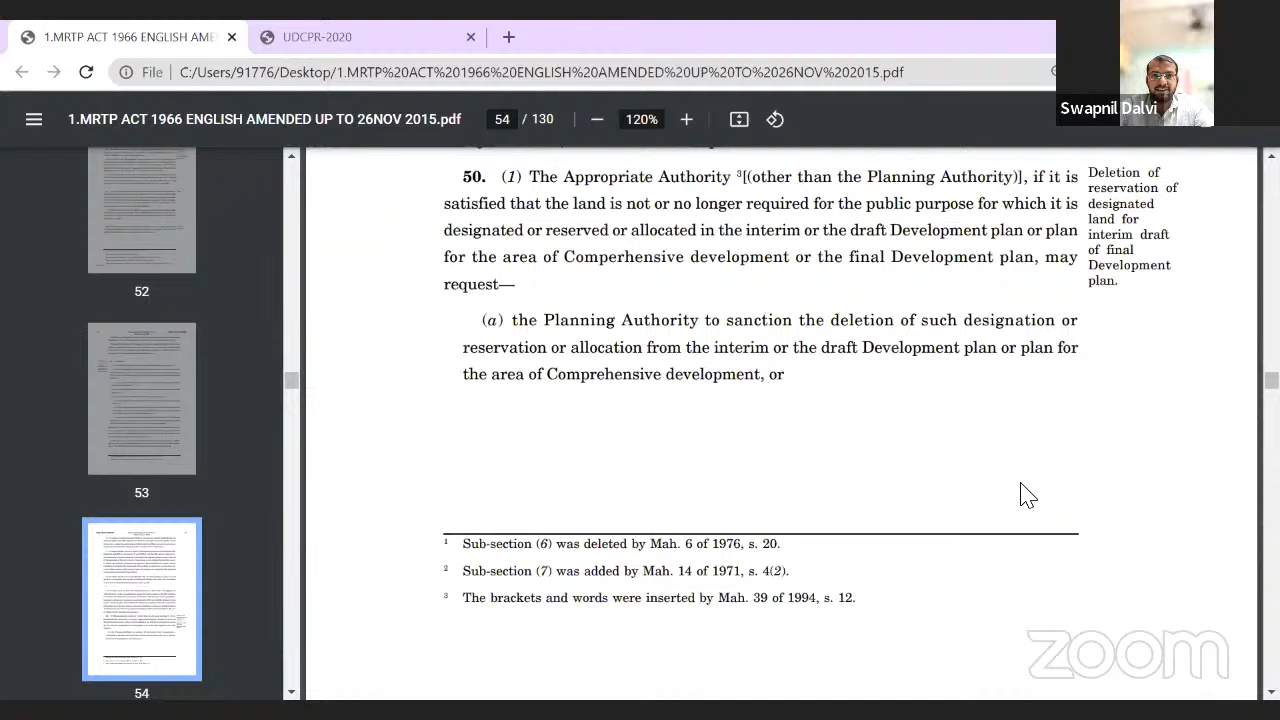 1.MRTP ACT 1966 ENGLISH AME
UDCPR-2020
File
C:/Users/91776/Desktop/1.MRTP%20ACT%201966%20ENGLISH%20AMENDED%20UP%20TO%2026NOV%202015.pdf
Swapnil Dalvi
1.MRTP ACT 1966 ENGLISH AMENDED UP TO 26NOV 2015.pdf
54 / 130
120%
52
53
54
50. (1) The Appropriate Authority 3[(other than the Planning Authority)], if it is
satisfied that the land is not or no longer required for the public purpose for which it is
designated or reserved or allocated in the interim or the draft Development plan or plan
for the area of Comperhensive development or the final Development plan, may
request—
Deletion of
reservation of
designated
land for
interim draft
of final
Development
plan.
(a) the Planning Authority to sanction the deletion of such designation or
reservation or allocation from the interim or the draft Development plan or plan for
the area of Comprehensive development, or
1 Sub-section was deleted by Mah. 6 of 1976, s. 20.
2 Sub-section was added by Mah. 14 of 1971, s. 4(2).
The brackets and words were inserted by Mah. 39 of s. 12.
zoom